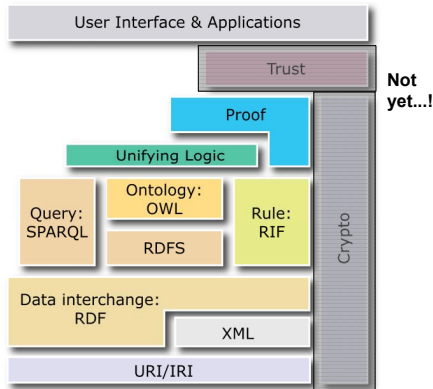 User Interface & Applications
Trust
Not
yet...!
Proof
Unifying Logic
Query:
SPARQL
Ontology:
OWL
Rule:
RIF
RDFS
Crypto
Data interchange:
RDF
XML
URI/IRI